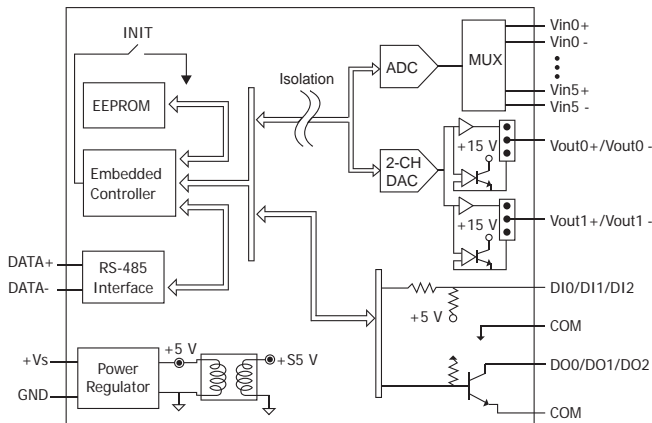 INIT
EEPROM
Embedded
Controller
DATA+
DATA-
RS-485
Interface
+Vs
GND
Power
Regulator
+5 V
+S5 V
Isolation
ADC
MUX
Vin0+
Vin0 -
Vin5+
Vin5 -
2-CH
DAC
+15 V
Vout0+/Vout0 -
+15 V
Vout1+/Vout1 -
DI0/DI1/DI2
+5 V
COM
DO0/DO1/DO2
COM